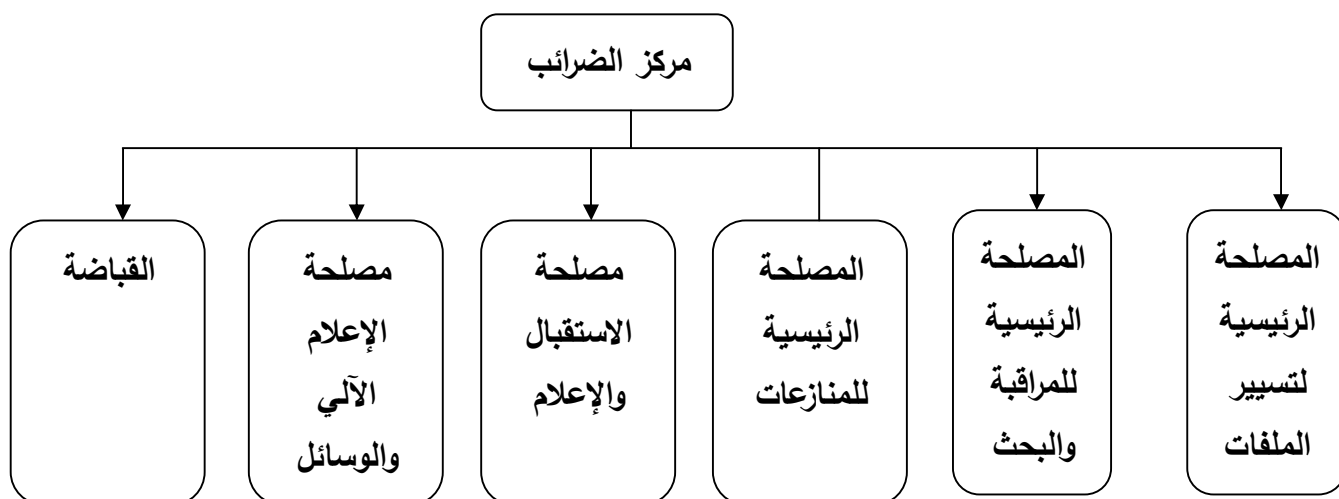 مركز الضرائب
المصلحة
الرئيسية
لتسيير
الملفات
المصلحة
الرئيسية
للمراقبة
والبحث
المصلحة
الرئيسية
للمنازعات
مصلحة
الاستقبال
والإعلام
مصلحة
الإعلام
الآلي
والوسائل
القباضة